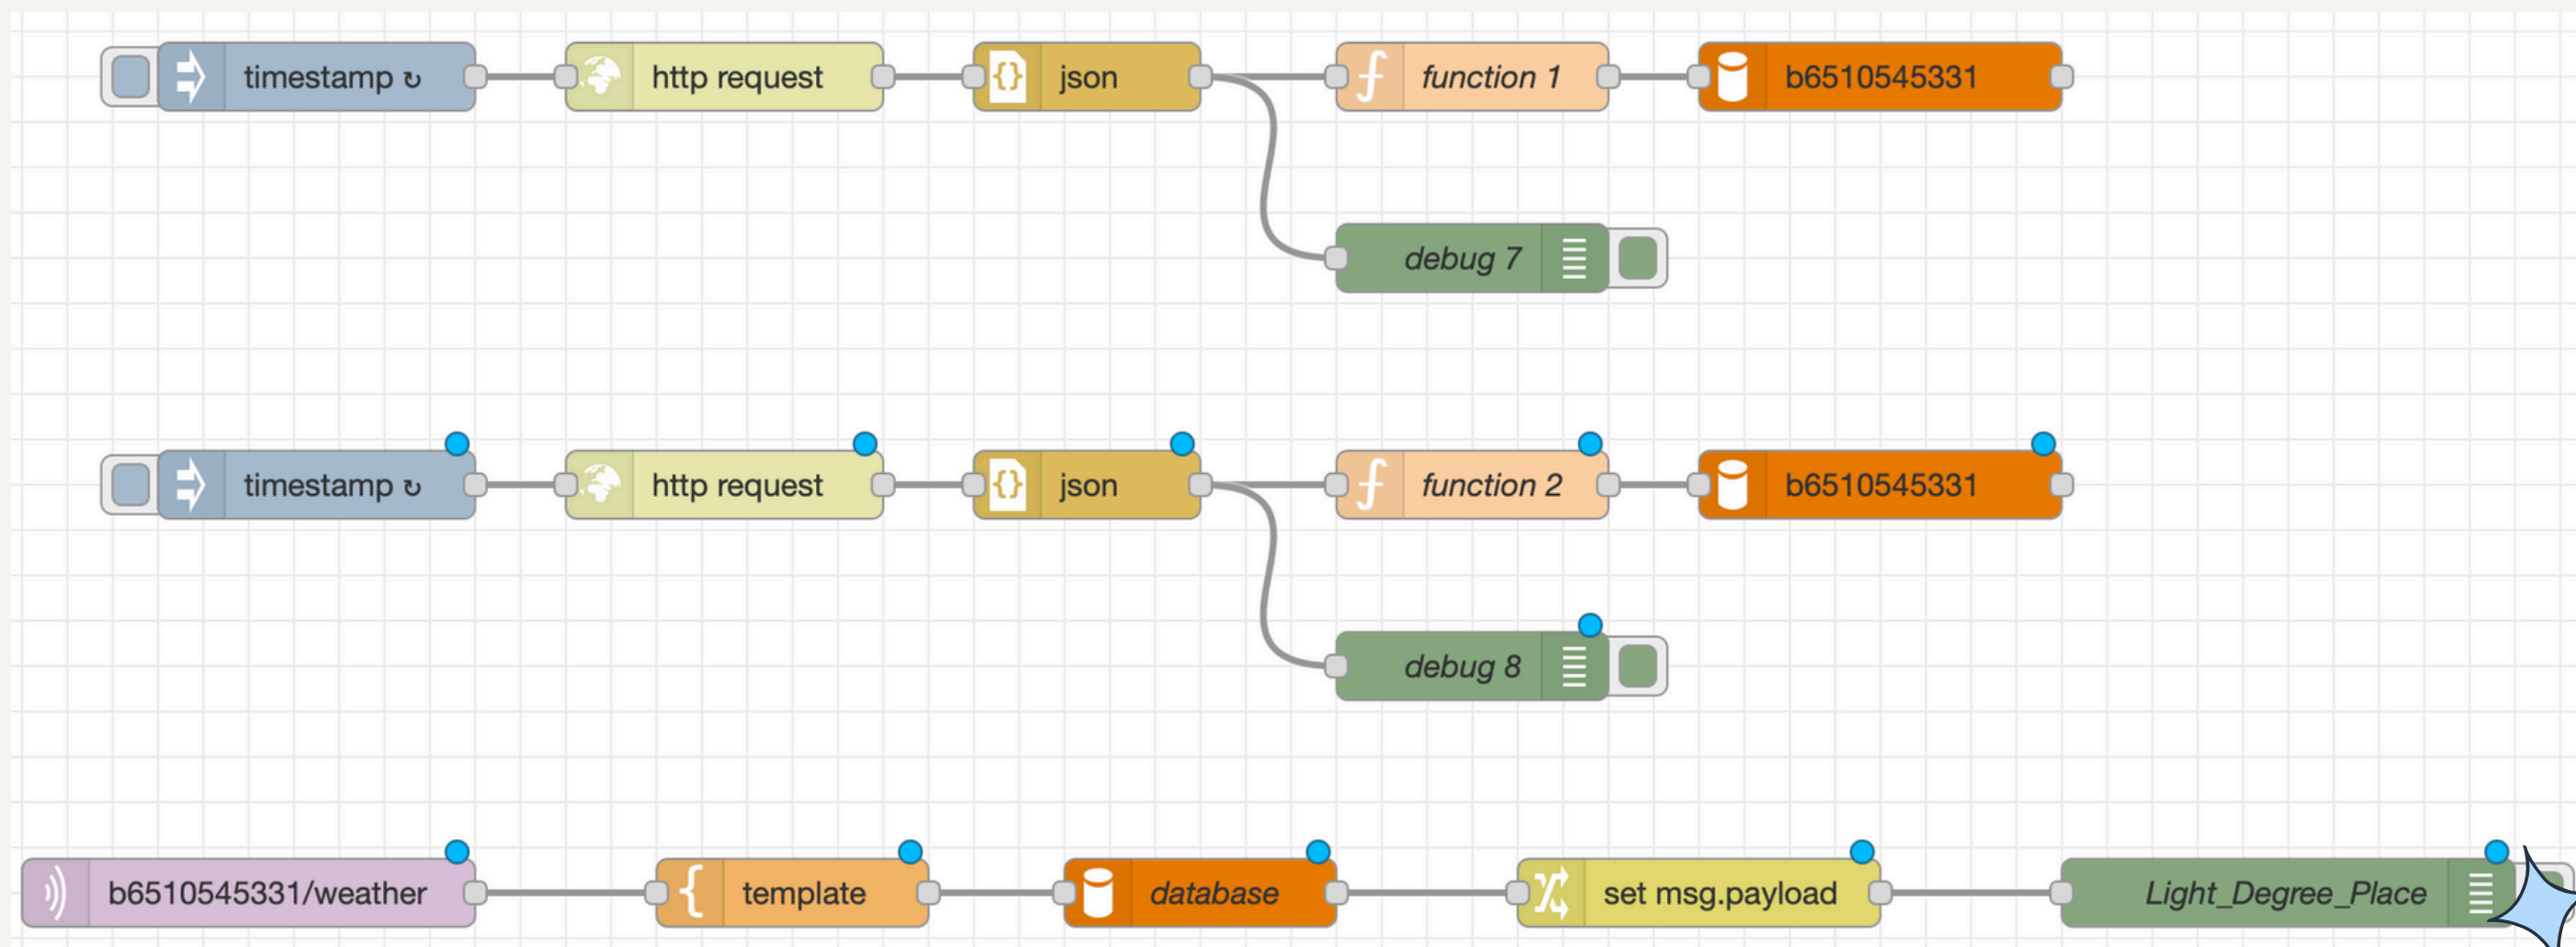 timestamp ↻
http request
json
function 1
b6510545331
debug 7
timestamp ↻
http request
json
function 2
b6510545331
debug 8
b6510545331/weather
template
database
set msg.payload
Light_Degree_Place